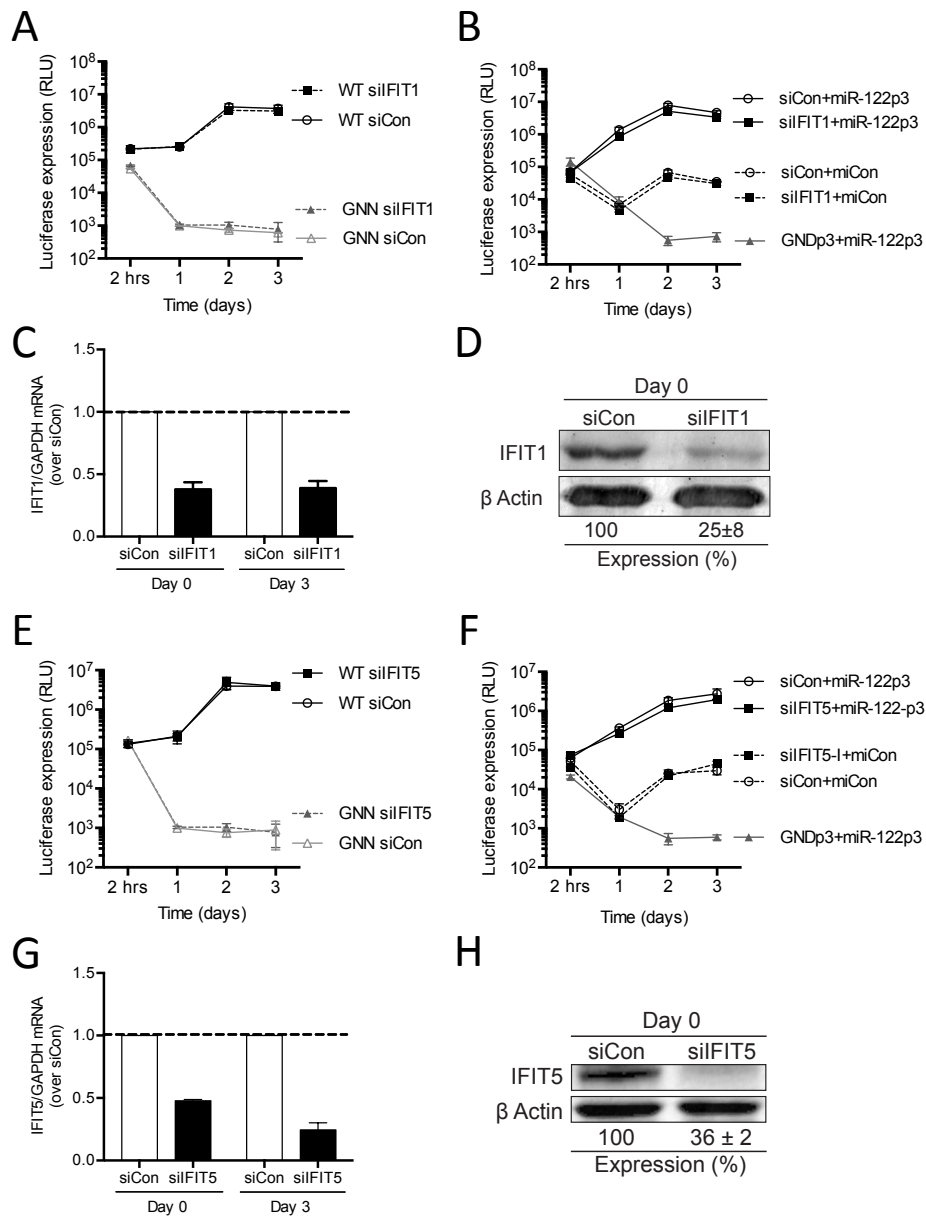 A
Luciferase expression (RLU)
10^8
10^7
10^6
10^5
10^4
10^3
10^2
2 hrs 1 2 3
Time (days)
WT siIFIT1
WT siCon
GNN siIFIT1
GNN siCon
B
Luciferase expression (RLU)
10^8
10^7
10^6
10^5
10^4
10^3
10^2
2 hrs 1 2 3
Time (days)
siCon+miR-122p3
siIFIT1+miR-122p3
siCon+miCon
siIFIT1+miCon
GNDp3+miR-122p3
C
IFIT1/GAPDH mRNA
(over siCon)
1.5
1.0
0.5
0.0
siCon siIFIT1 siCon siIFIT1
Day 0 Day 3
D
Day 0
siCon siIFIT1
IFIT1
β Actin
100 25±8
Expression (%)
E
Luciferase expression (RLU)
10^7
10^6
10^5
10^4
10^3
10^2
2 hrs 1 2 3
Time (days)
WT siIFIT5
WT siCon
GNN siIFIT5
GNN siCon
F
Luciferase expression (RLU)
10^7
10^6
10^5
10^4
10^3
10^2
2 hrs 1 2 3
Time (days)
siCon+miR-122p3
siIFIT5+miR-122-p3
siIFIT5-I+miCon
siCon+miCon
GNDp3+miR-122p3
G
IFIT5/GAPDH mRNA
(over siCon)
1.5
1.0
0.5
0.0
siCon siIFIT5 siCon siIFIT5
Day 0 Day 3
H
Day 0
siCon siIFIT5
IFIT5
β Actin
100 36 ± 2
Expression (%)